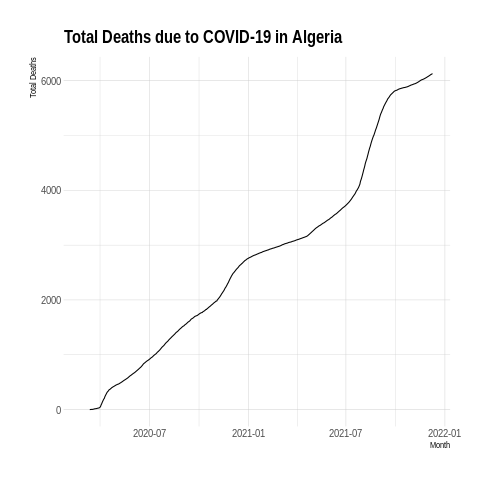 Total Deaths due to COVID-19 in Algeria
Total Deaths
6000
4000
2000
0
2020-07 2021-01 2021-07 2022-01
Month